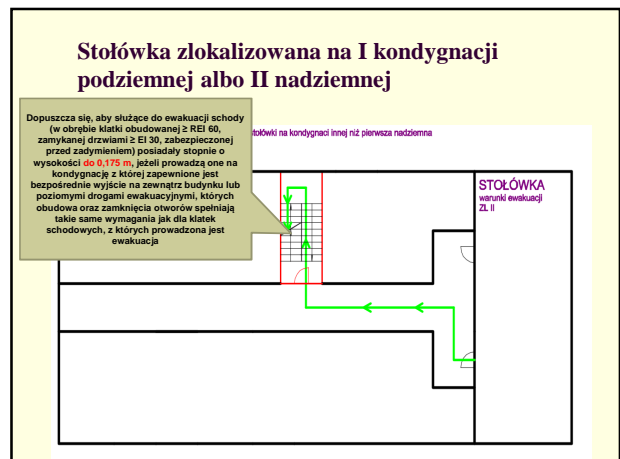 Stołówka zlokalizowana na I kondygnacji
podziemnej albo II nadziemnej
Dopuszcza się, aby służące do ewakuacji schody
(w obrębie klatki obudowanej ≥ REI 60,
zamykanej drzwiami ≥ EI 30, zabezpieczonej
przed zadymieniem) posiadały stopnie o
wysokości do 0,175 m, jeżeli prowadzą one na
kondygnację z której zapewnione jest
bezpośrednie wyjście na zewnątrz budynku lub
poziomymi drogami ewakuacyjnymi, których
obudowa oraz zamknięcia otworów spełniają
takie same wymagania jak dla klatek
schodowych, z których prowadzona jest
ewakuacja
stołówki na kondygnacji innej niż pierwsza nadziemna
STOŁÓWKA
warunki ewakuacji
ZL II